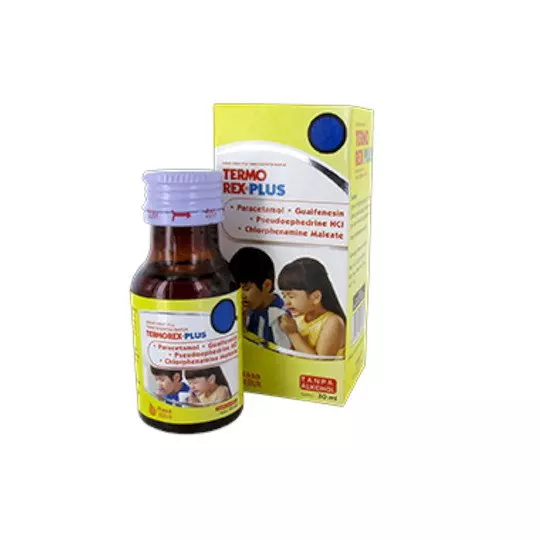 TERMO
REX•PLUS
• Paracetamol • Guaifenesin
• Pseudoephedrine HCl
• Chlorphenamine Maleate
TANPA
ALKOHOL
30 ml
TERMOREX•PLUS
• Paracetamol • Guaifenesin
• Pseudoephedrine HCl
• Chlorphenamine Maleate